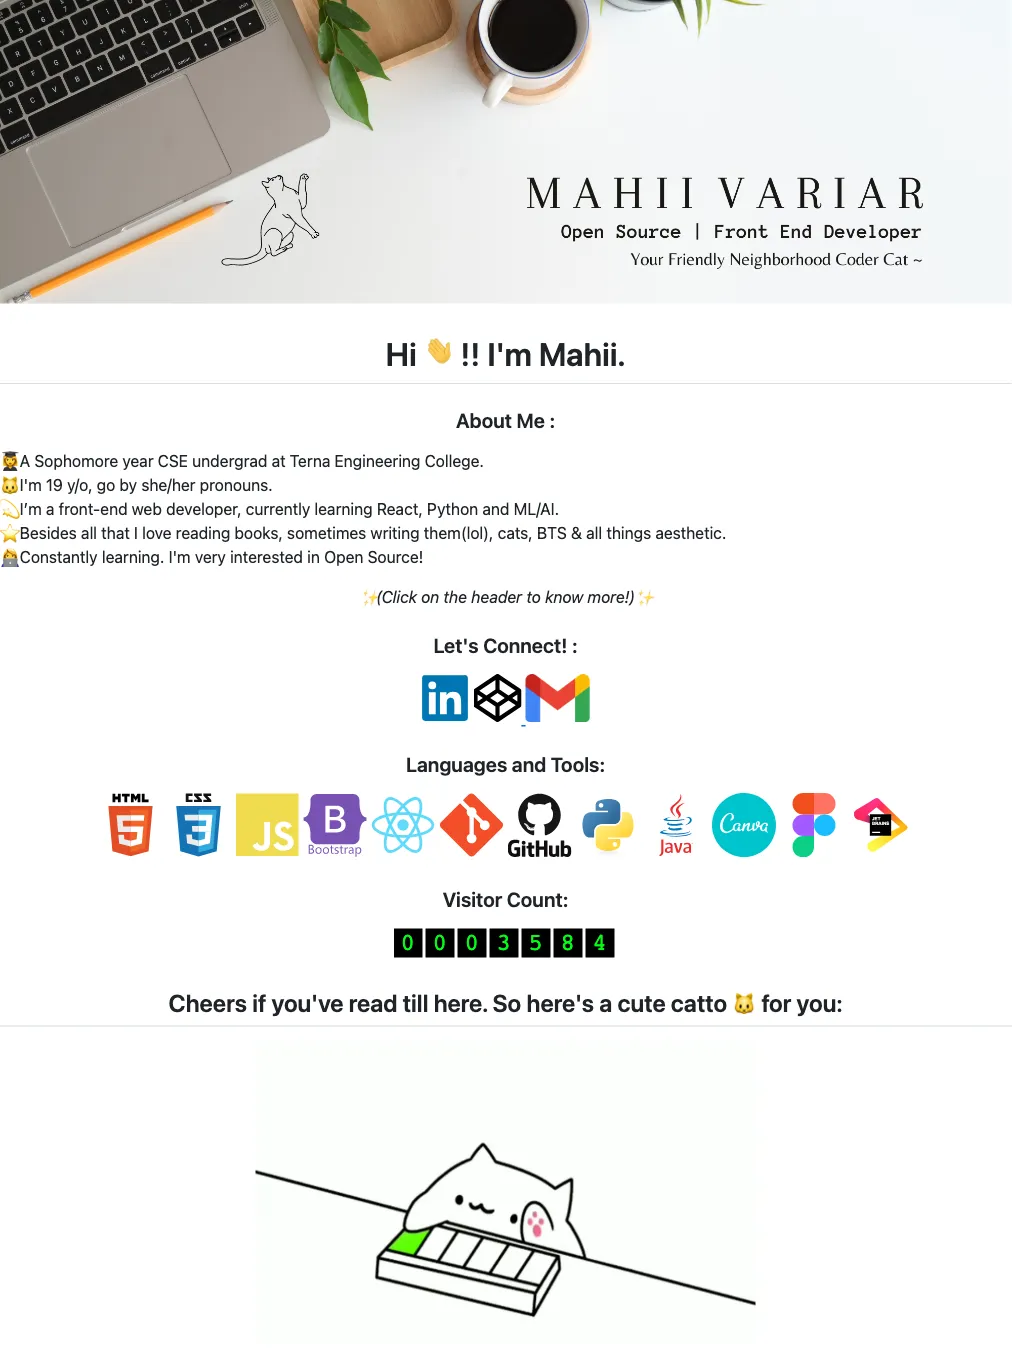 MAHII VARIAR
Open Source | Front End Developer
Your Friendly Neighborhood Coder Cat ~
Hi 👋 !! I'm Mahii.
About Me :
👩‍🎓A Sophomore year CSE undergrad at Terna Engineering College.
🐱I'm 19 y/o, go by she/her pronouns.
💫I'm a front-end web developer, currently learning React, Python and ML/AI.
⭐Besides all that I love reading books, sometimes writing them(lol), cats, BTS & all things aesthetic.
👩‍💻Constantly learning. I'm very interested in Open Source!
✨(Click on the header to know more!)✨
Let's Connect! :
in
Languages and Tools:
HTML 5 CSS 3 JS B Bootstrap GitHub Java Canva JET BRAINS
Visitor Count:
0 0 0 3 5 8 4
Cheers if you've read till here. So here's a cute catto 🐱 for you: